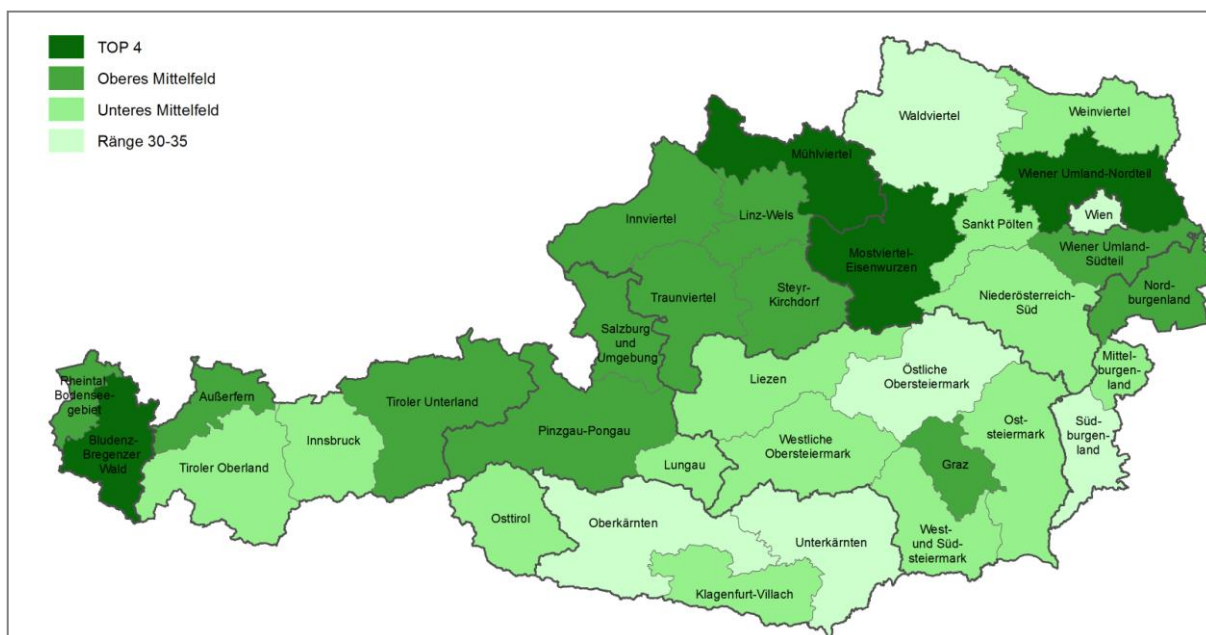 TOP 4
Oberes Mittelfeld
Unteres Mittelfeld
Ränge 30-35
Waldviertel
Weinviertel
Mühlviertel
Wiener Umland-Nordteil
Innviertel
Linz-Wels
Wien
Sankt Pölten
Mostviertel-
Eisenwurzen
Wiener Umland-
Südteil
Nord-
burgenland
Traunviertel
Steyr-
Kirchdorf
Niederösterreich-
Süd
Salzburg
und
Umgebung
Mittel-
burgen-
land
Rheintal
Bodensee-
gebiet
Außerfern
Tiroler Unterland
Liezen
Östliche
Obersteiermark
Bludenz-
Bregenzer
Wald
Innsbruck
Pinzgau-Pongau
Ost-
steiermark
Süd-
burgen-
land
Tiroler Oberland
Lungau
Westliche
Obersteiermark
Graz
Osttirol
Oberkärnten
Unterkärnten
West-
und Süd-
steiermark
Klagenfurt-Villach